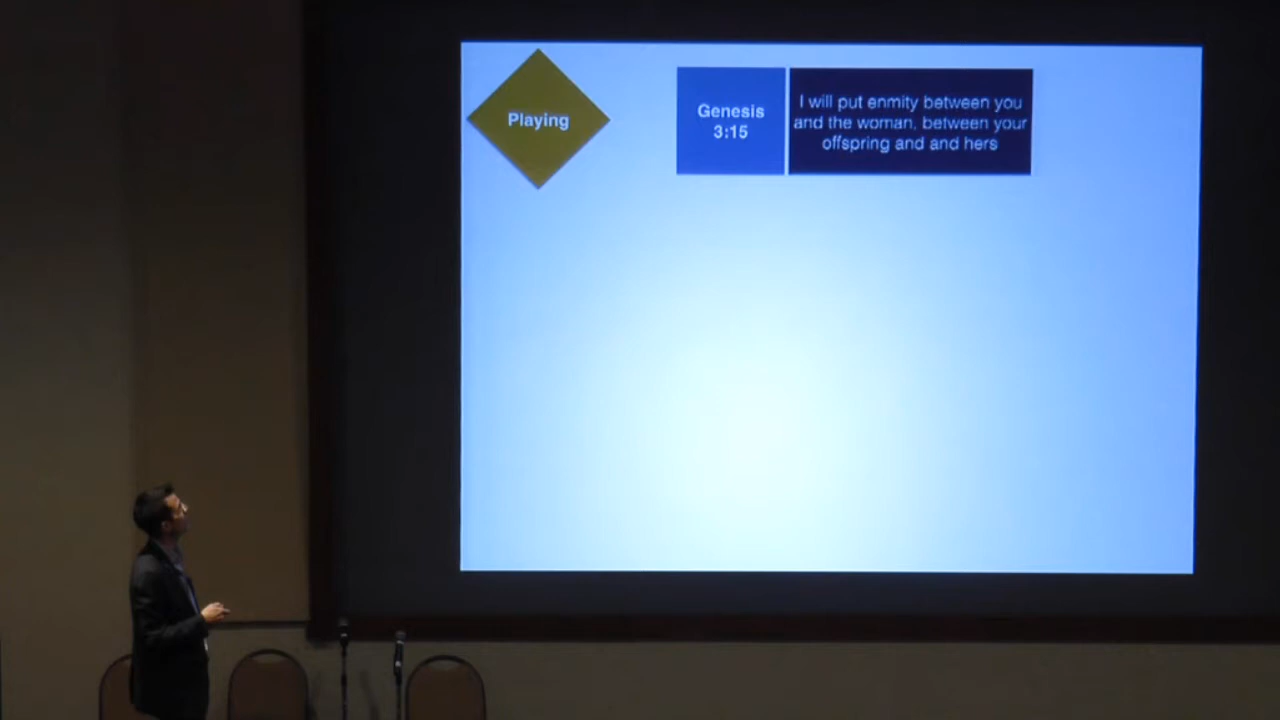 Playing
Genesis
3:15
I will put enmity between you
and the woman, between your
offspring and and hers